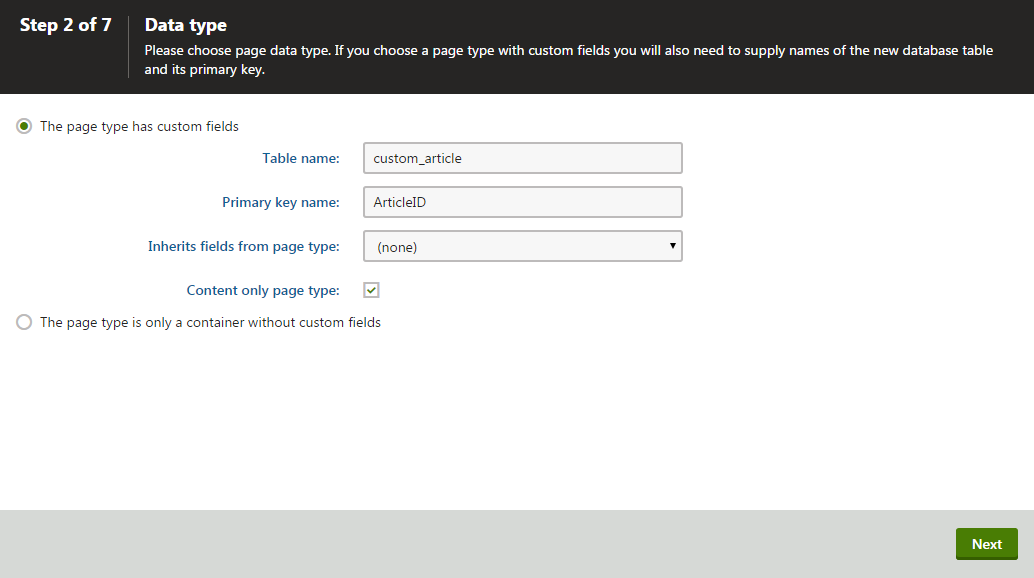 Step 2 of 7
Data type
Please choose page data type. If you choose a page type with custom fields you will also need to supply names of the new database table
and its primary key.
The page type has custom fields
Table name: custom_article
Primary key name: ArticleID
Inherits fields from page type: (none)
Content only page type:
The page type is only a container without custom fields
Next